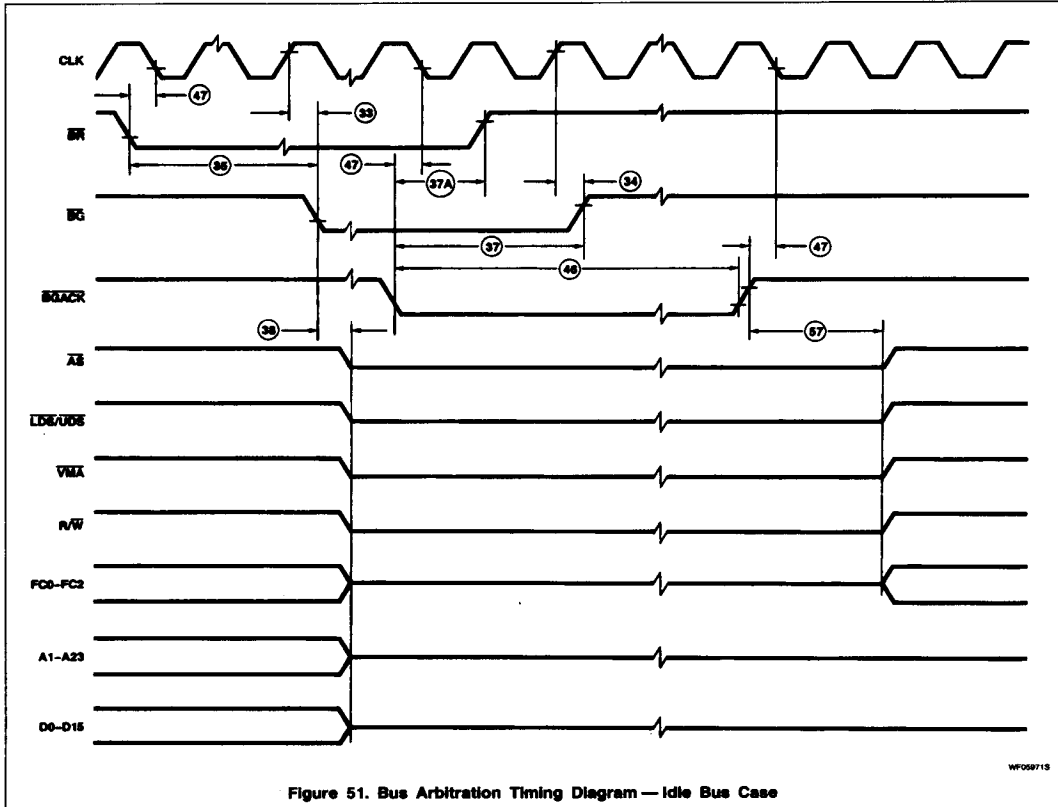 CLK
47
33
BR
35
47
37A
34
BG
37
47
46
BGACK
38
57
AS
LDS/UDS
VMA
R/W
FC0–FC2
A1–A23
D0–D15
WF05971S
Figure 51. Bus Arbitration Timing Diagram — Idle Bus Case